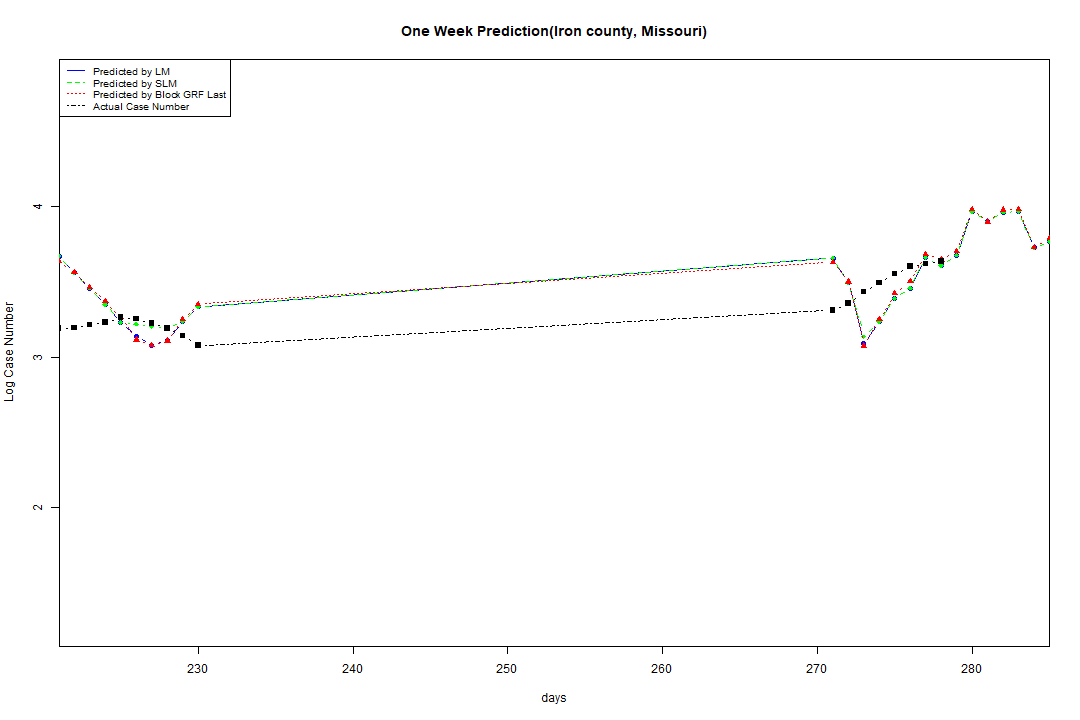 One Week Prediction(Iron county, Missouri)
Predicted by LM
Predicted by SLM
Predicted by Block GRF Last
Actual Case Number
4
3
2
Log Case Number
230 240 250 260 270 280
days